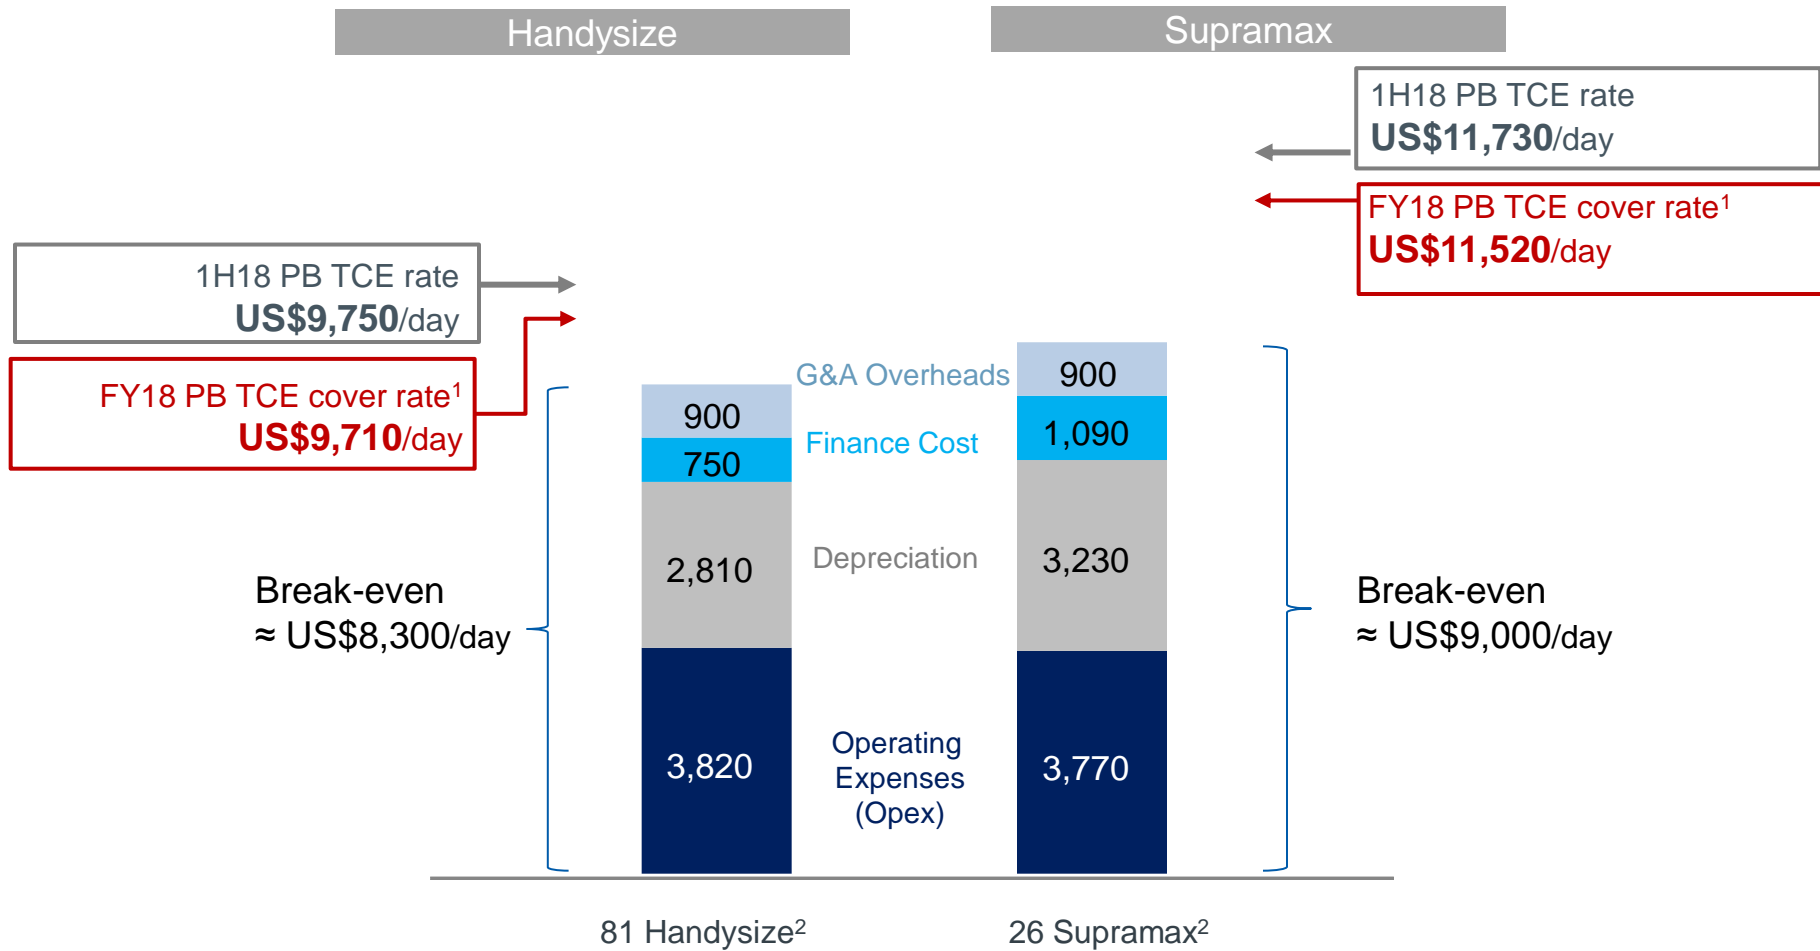 Handysize
Supramax
1H18 PB TCE rate
US$11,730/day
FY18 PB TCE cover rate¹
US$11,520/day
1H18 PB TCE rate
US$9,750/day
FY18 PB TCE cover rate¹
US$9,710/day
G&A Overheads
900
900
Finance Cost
750
1,090
Depreciation
2,810
3,230
Break-even
≈ US$8,300/day
Break-even
≈ US$9,000/day
Operating
Expenses
(Opex)
3,820
3,770
81 Handysize²
26 Supramax²